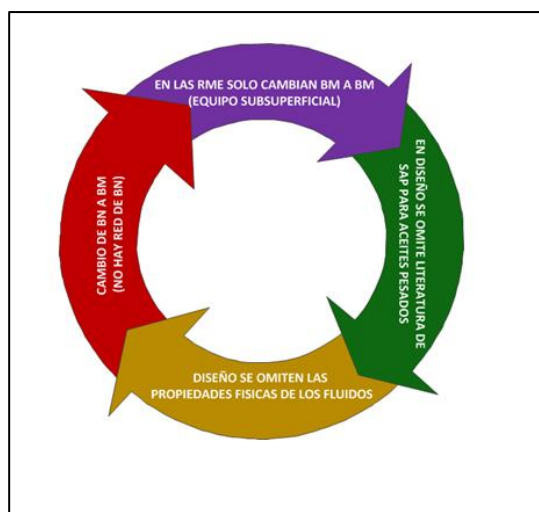 EN LAS RME SOLO CAMBIAN BM A BM
(EQUIPO SUBSUPERFICIAL)
EN DISEÑO SE OMITE LITERATURA DE
SAP PARA ACEITES PESADOS
DISEÑO SE OMITEN LAS
PROPIEDADES FISICAS DE LOS FLUIDOS
CAMBIO DE BN A BM
(NO HAY RED DE BN)